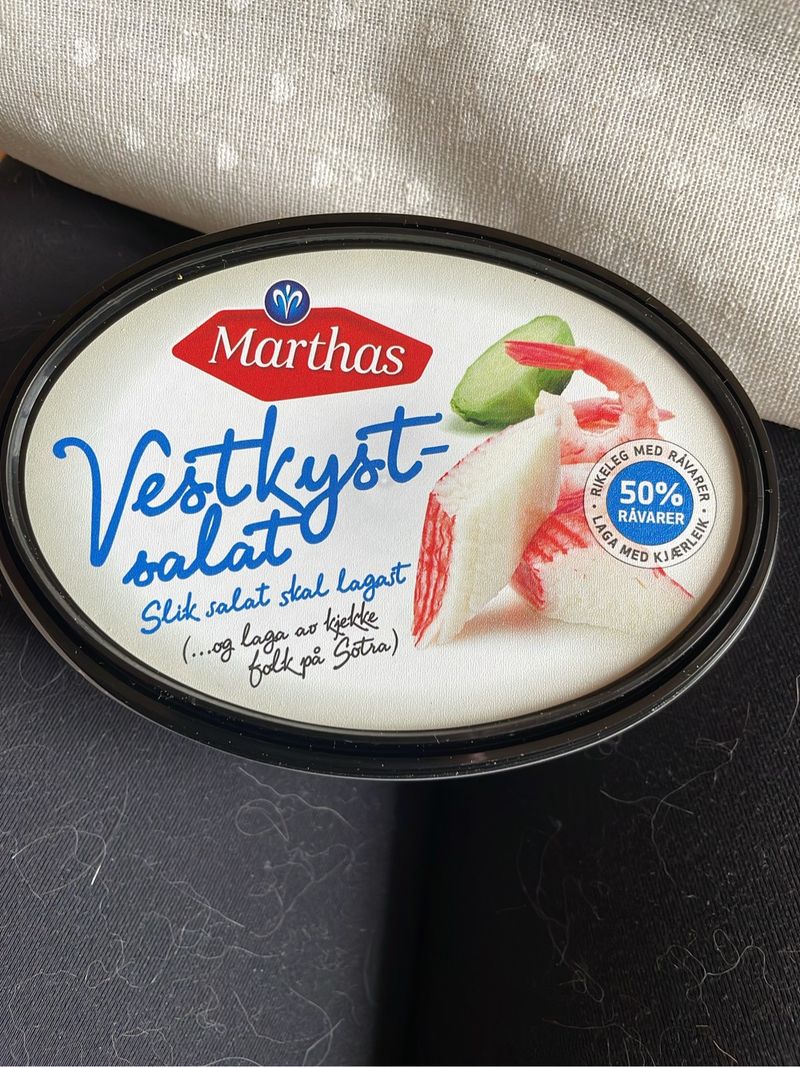 Marthas
Vestkyst-
salat
Slik salat skal lagast
(...og laga av kjekke
folk på Sotra)
• RIKELEG MED RÅVARER •
50%
RÅVARER
LAGA MED KJÆRLEIK